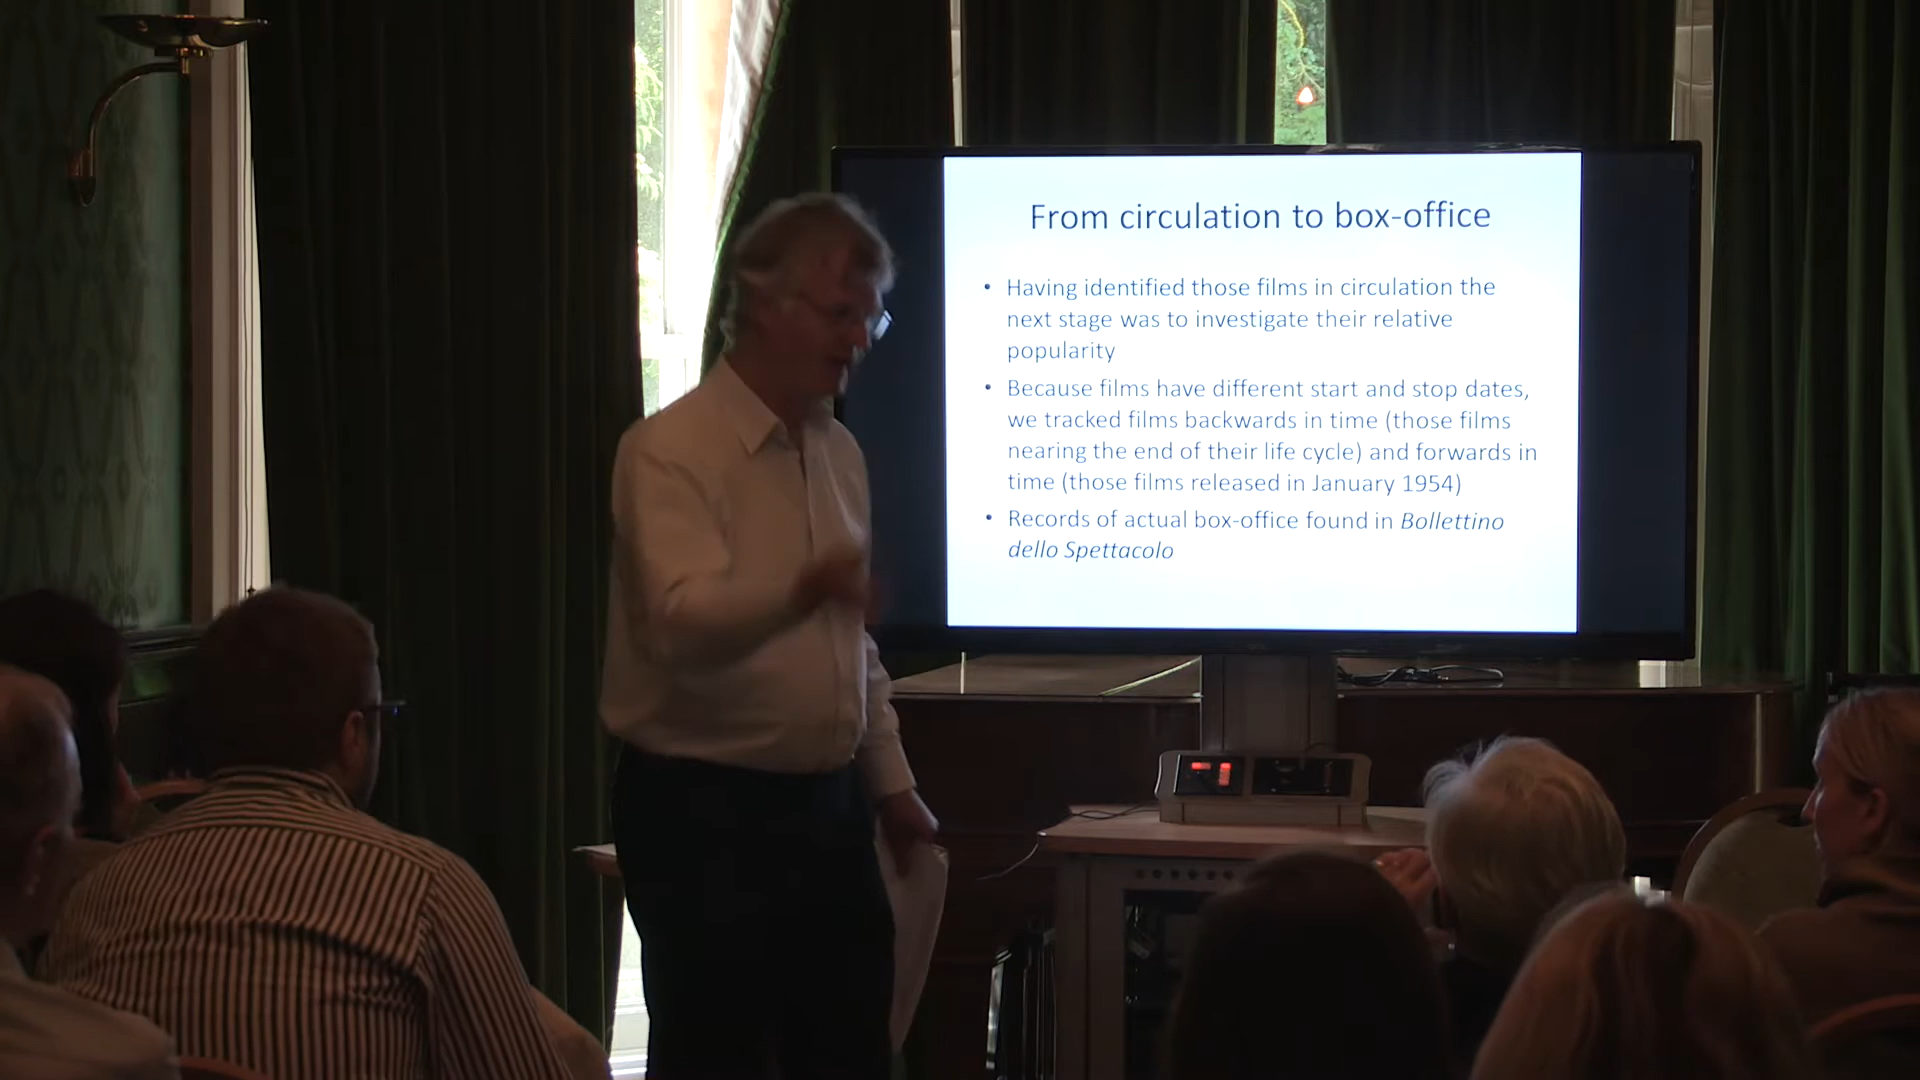 From circulation to box-office
• Having identified those films in circulation the
next stage was to investigate their relative
popularity
• Because films have different start and stop dates,
we tracked films backwards in time (those films
nearing the end of their life cycle) and forwards in
time (those films released in January 1954)
• Records of actual box-office found in Bollettino
dello Spettacolo